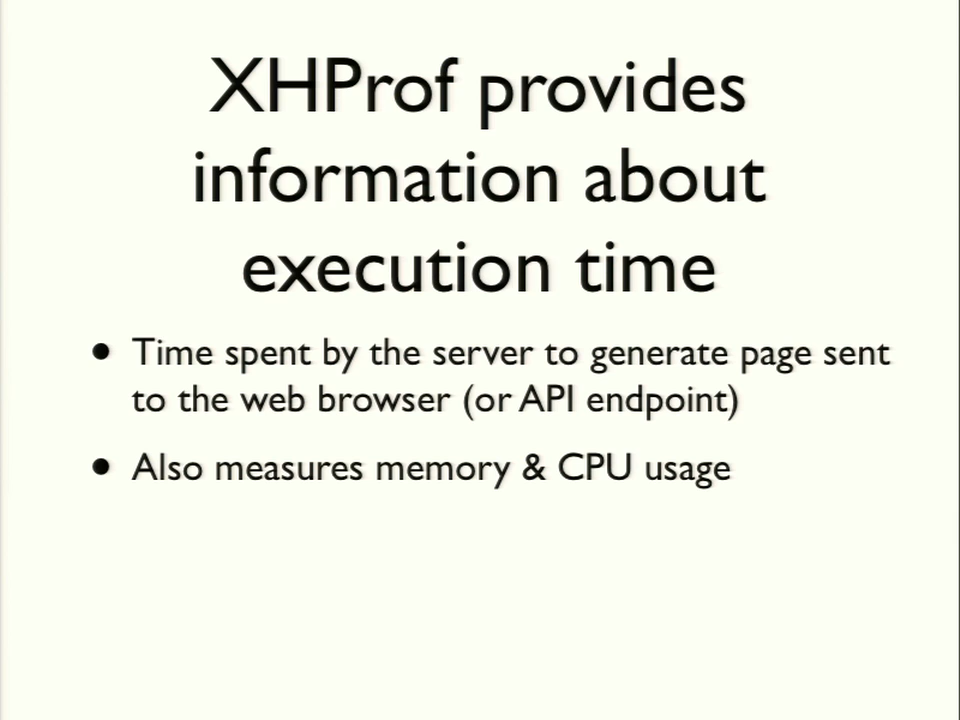 XHProf provides
information about
execution time
• Time spent by the server to generate page sent
to the web browser (or API endpoint)
• Also measures memory & CPU usage